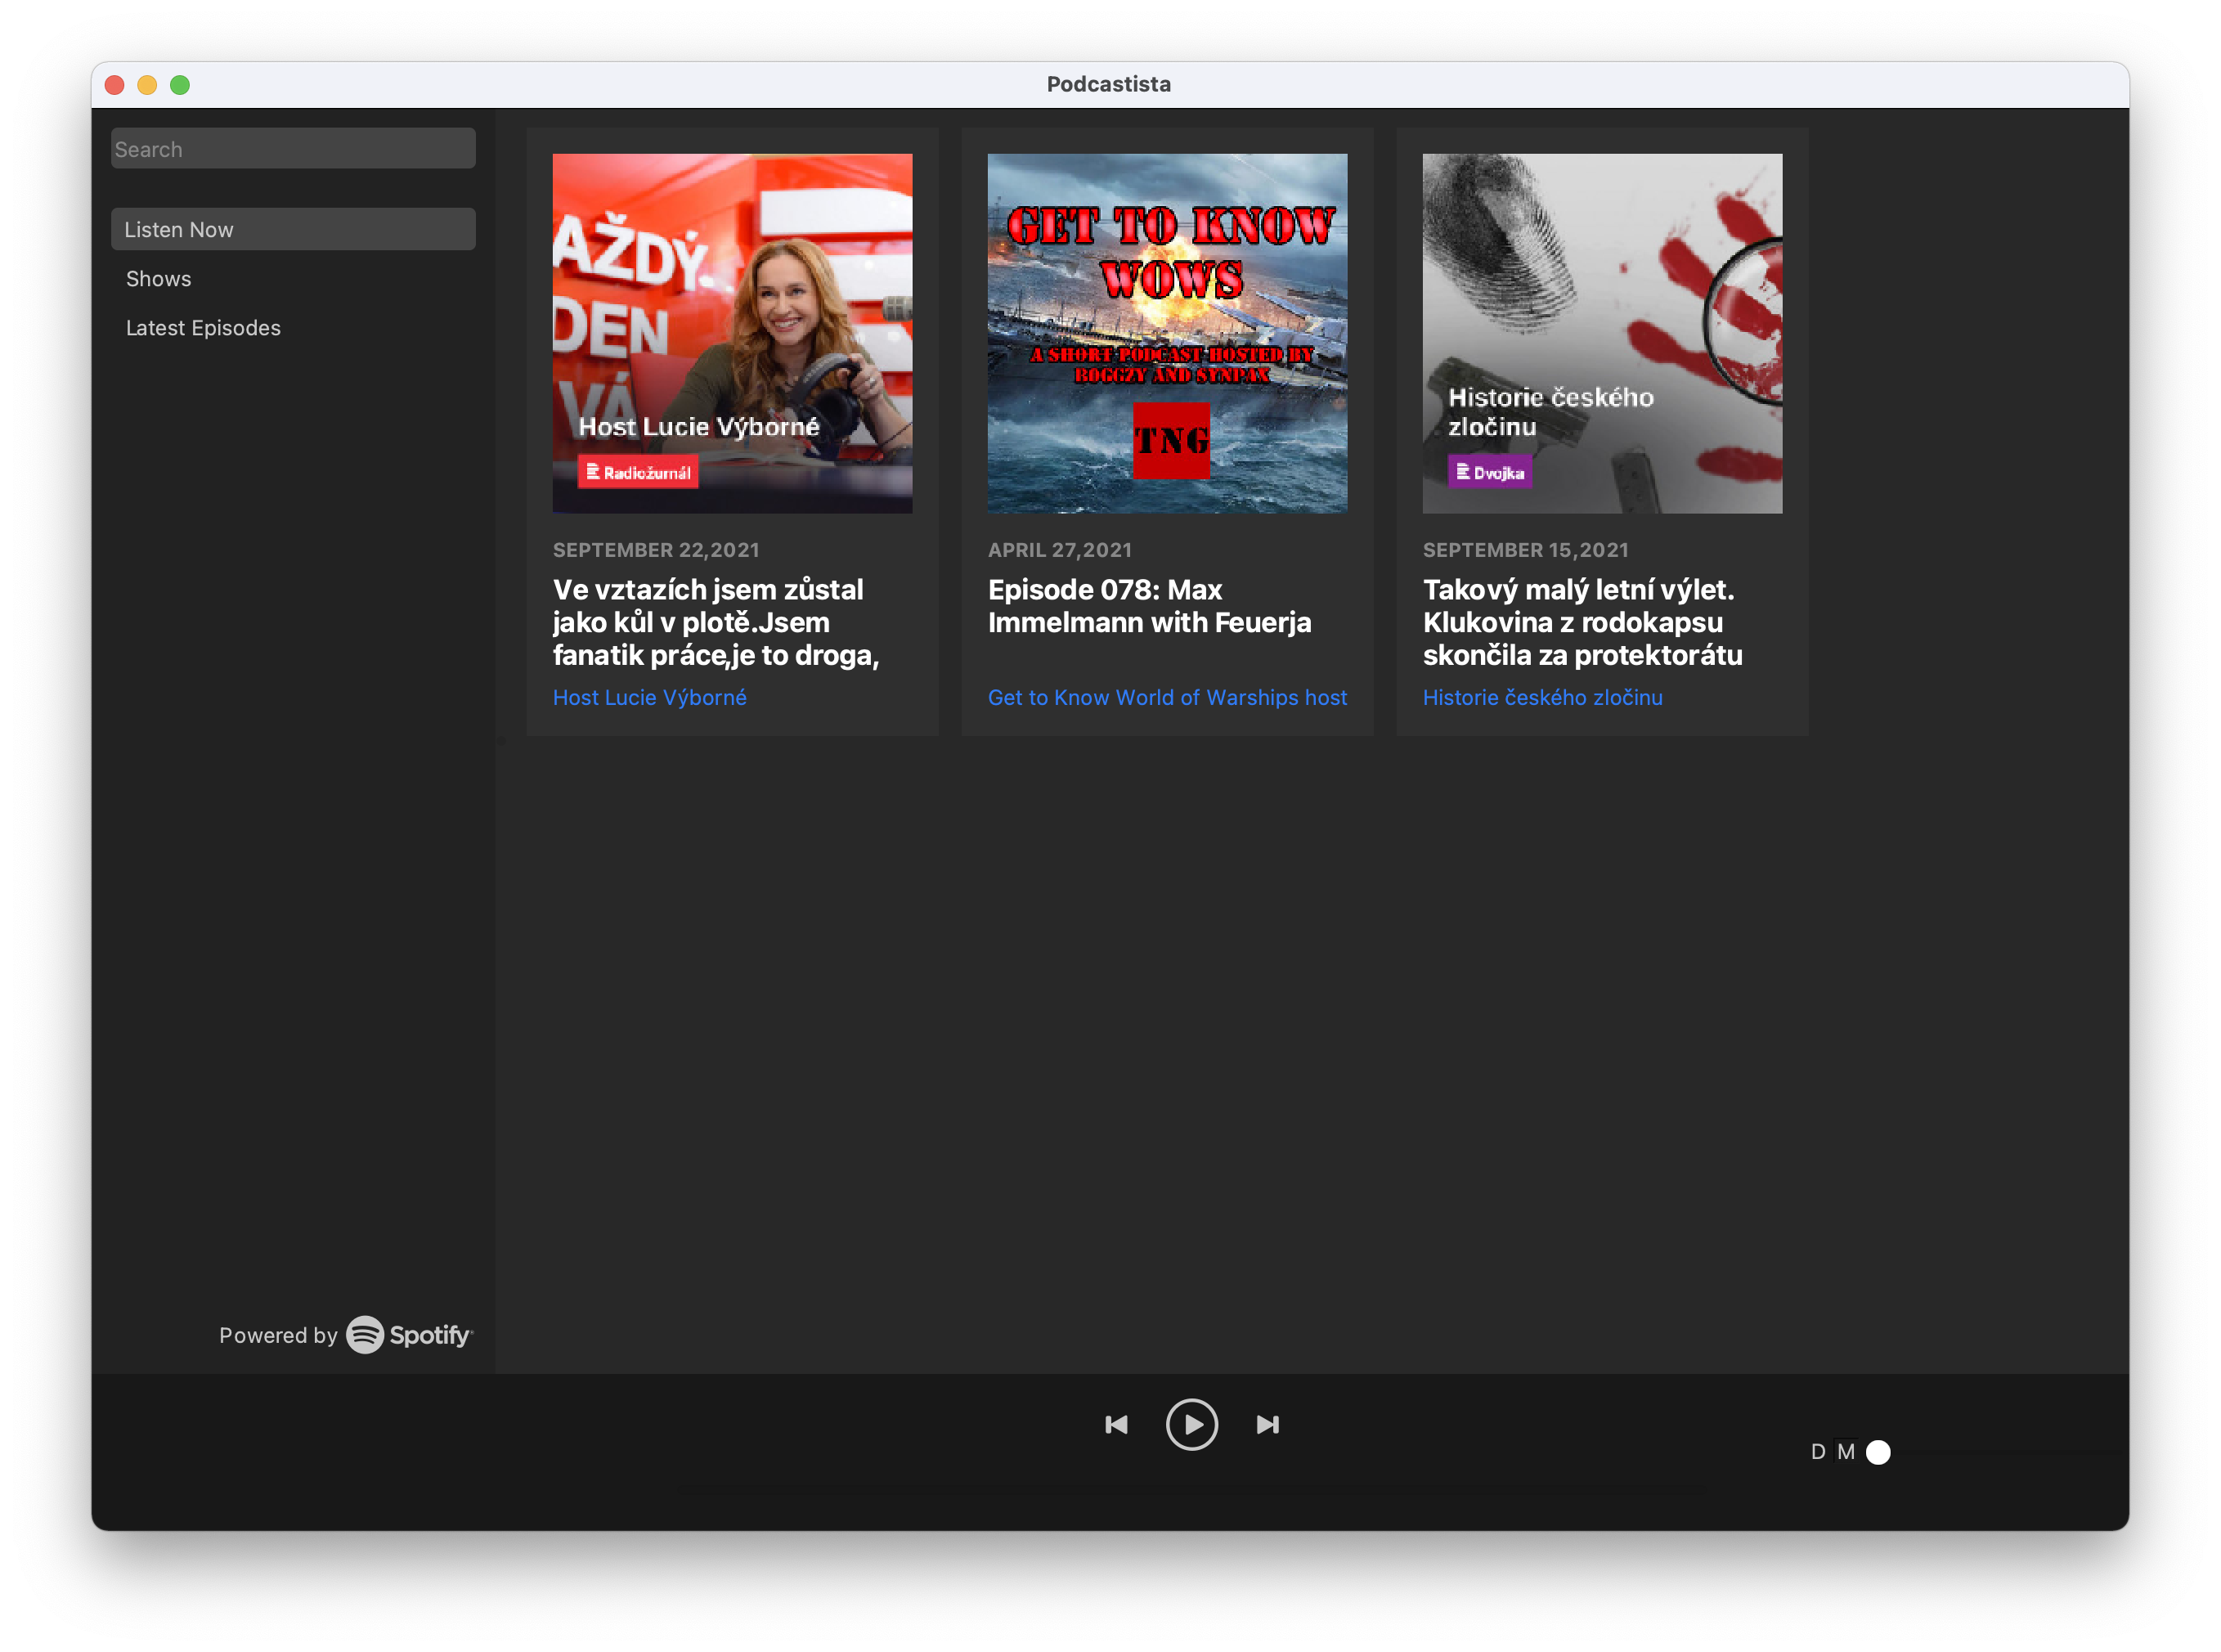 Podcastista
Search
Listen Now
Shows
Latest Episodes
AŽDÝ
DEN
VÁ
Host Lucie Výborné
Radiožurnál
SEPTEMBER 22,2021
Ve vztazích jsem zůstal
jako kůl v plotě.Jsem
fanatik práce,je to droga,
Host Lucie Výborné
GET TO KNOW
WOWS
A SHORT PODCAST HOSTED BY
ROGGZY AND SYNPAX
TNG
APRIL 27,2021
Episode 078: Max
Immelmann with Feuerja
Get to Know World of Warships host
Historie českého
zločinu
Dvojka
SEPTEMBER 15,2021
Takový malý letní výlet.
Klukovina z rodokapsu
skončila za protektorátu
Historie českého zločinu
Powered by Spotify
D M